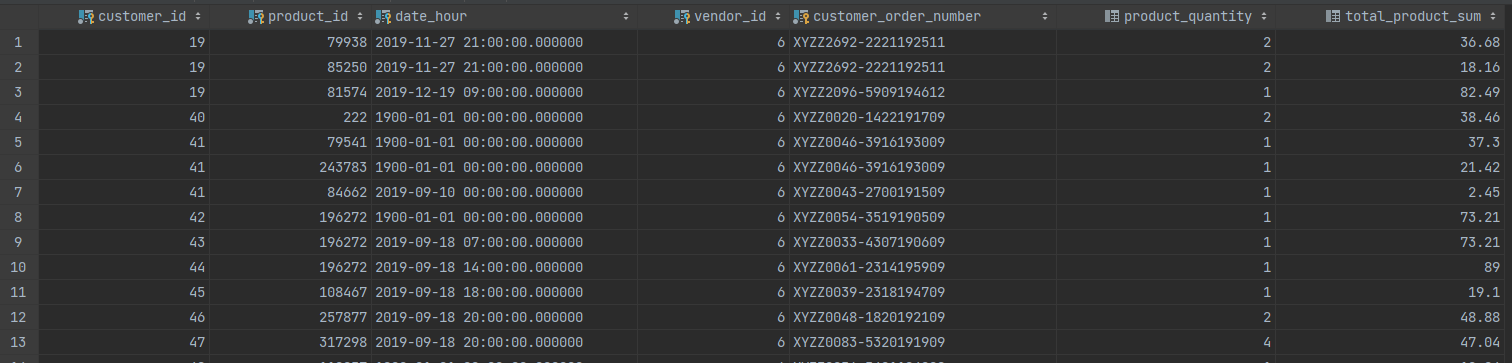 customer_id product_id date_hour vendor_id customer_order_number product_quantity total_product_sum
1 19 79938 2019-11-27 21:00:00.000000 6 XYZZ2692-2221192511 2 36.68
2 19 85250 2019-11-27 21:00:00.000000 6 XYZZ2692-2221192511 2 18.16
3 19 81574 2019-12-19 09:00:00.000000 6 XYZZ2096-5909194612 1 82.49
4 40 222 1900-01-01 00:00:00.000000 6 XYZZ0020-1422191709 2 38.46
5 41 79541 1900-01-01 00:00:00.000000 6 XYZZ0046-3916193009 1 37.3
6 41 243783 1900-01-01 00:00:00.000000 6 XYZZ0046-3916193009 1 21.42
7 41 84662 2019-09-10 00:00:00.000000 6 XYZZ0043-2700191509 1 2.45
8 42 196272 1900-01-01 00:00:00.000000 6 XYZZ0054-3519190509 1 73.21
9 43 196272 2019-09-18 07:00:00.000000 6 XYZZ0033-4307190609 1 73.21
10 44 196272 2019-09-18 14:00:00.000000 6 XYZZ0061-2314195909 1 89
11 45 108467 2019-09-18 18:00:00.000000 6 XYZZ0039-2318194709 1 19.1
12 46 257877 2019-09-18 20:00:00.000000 6 XYZZ0048-1820192109 2 48.88
13 47 317298 2019-09-18 20:00:00.000000 6 XYZZ0083-5320191909 4 47.04